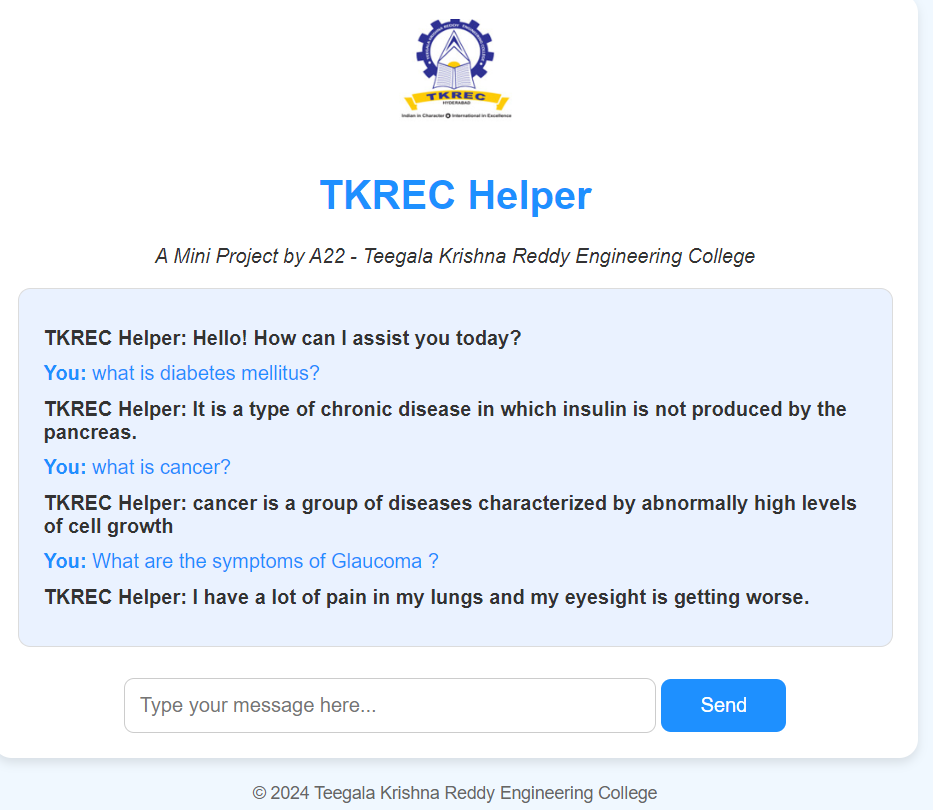 TKREC
HYDERABAD
Indian in Character International in Excellence
TKREC Helper
A Mini Project by A22 - Teegala Krishna Reddy Engineering College
TKREC Helper: Hello! How can I assist you today?
You: what is diabetes mellitus?
TKREC Helper: It is a type of chronic disease in which insulin is not produced by the
pancreas.
You: what is cancer?
TKREC Helper: cancer is a group of diseases characterized by abnormally high levels
of cell growth
You: What are the symptoms of Glaucoma ?
TKREC Helper: I have a lot of pain in my lungs and my eyesight is getting worse.
Type your message here...
Send
© 2024 Teegala Krishna Reddy Engineering College